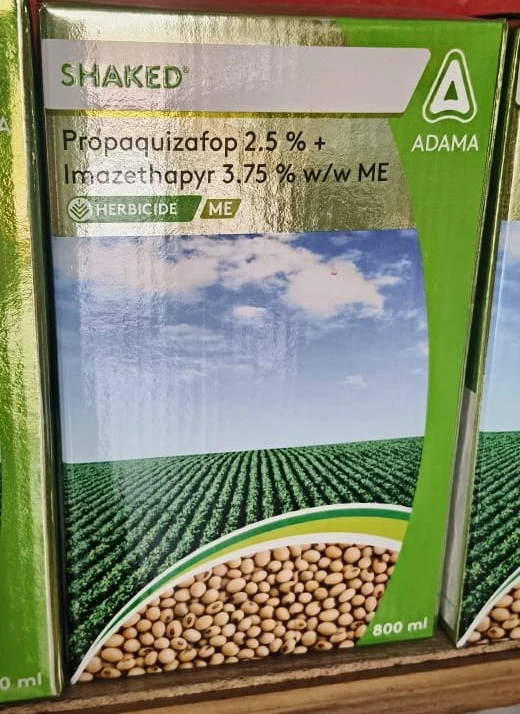 SHAKED®
ADAMA
Propaquizafop 2.5 % +
Imazethapyr 3.75 % w/w ME
HERBICIDE ME
800 ml
0 ml